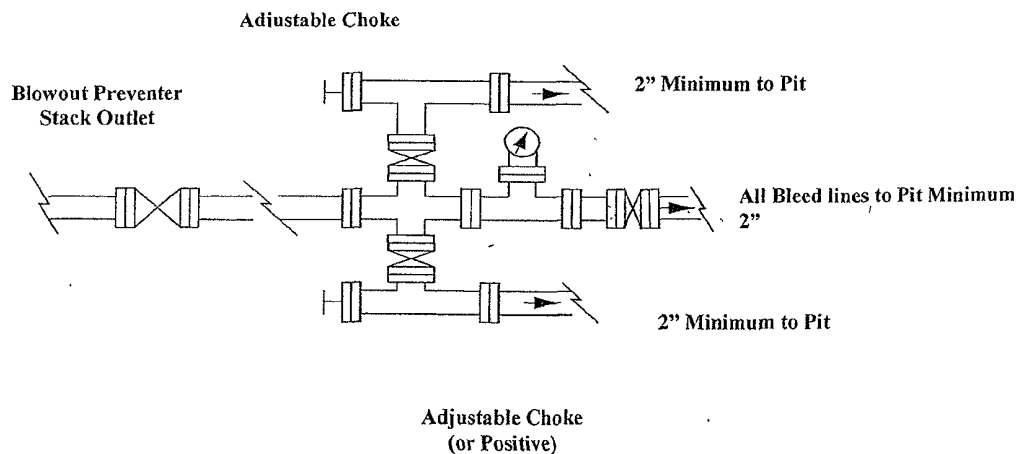 Adjustable Choke
Blowout Preventer
Stack Outlet
2” Minimum to Pit
All Bleed lines to Pit Minimum
2”
2” Minimum to Pit
Adjustable Choke
(or Positive)